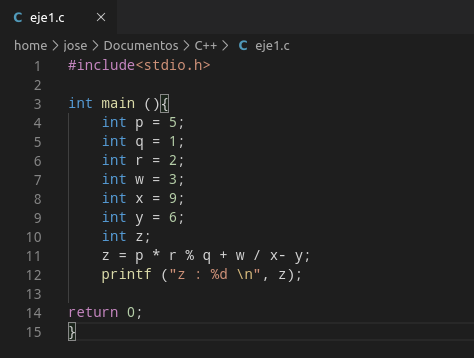 C eje1.c ×
home > jose > Documentos > C++ > C eje1.c
1 #include<stdio.h>
2
3 int main (){
4     int p = 5;
5     int q = 1;
6     int r = 2;
7     int w = 3;
8     int x = 9;
9     int y = 6;
10     int z;
11     z = p * r % q + w / x- y;
12     printf ("z : %d \n", z);
13
14 return 0;
15 }